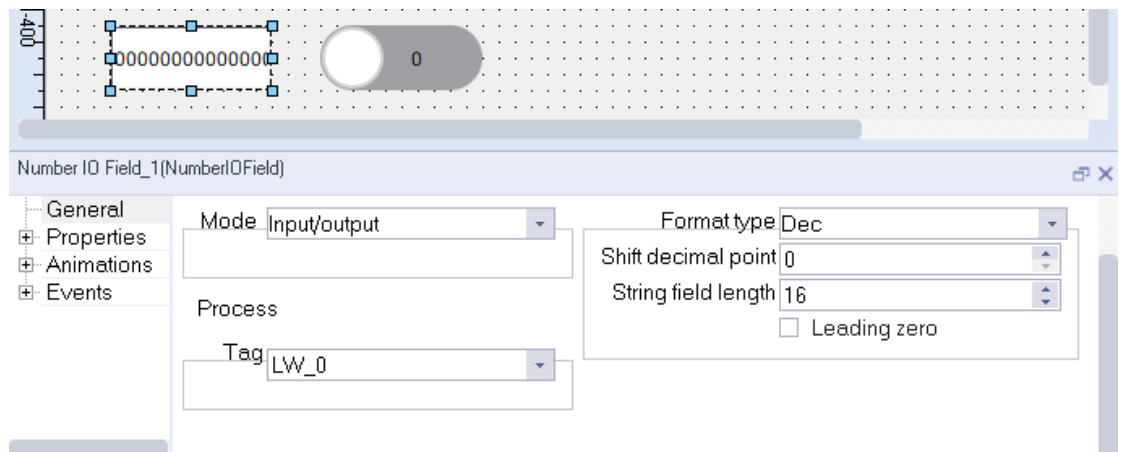 -400
000000000000000
0
Number IO Field_1(NumberIOField)
General
Properties
Animations
Events
Mode Input/output
Process
Tag LW_0
Format type Dec
Shift decimal point 0
String field length 16
Leading zero